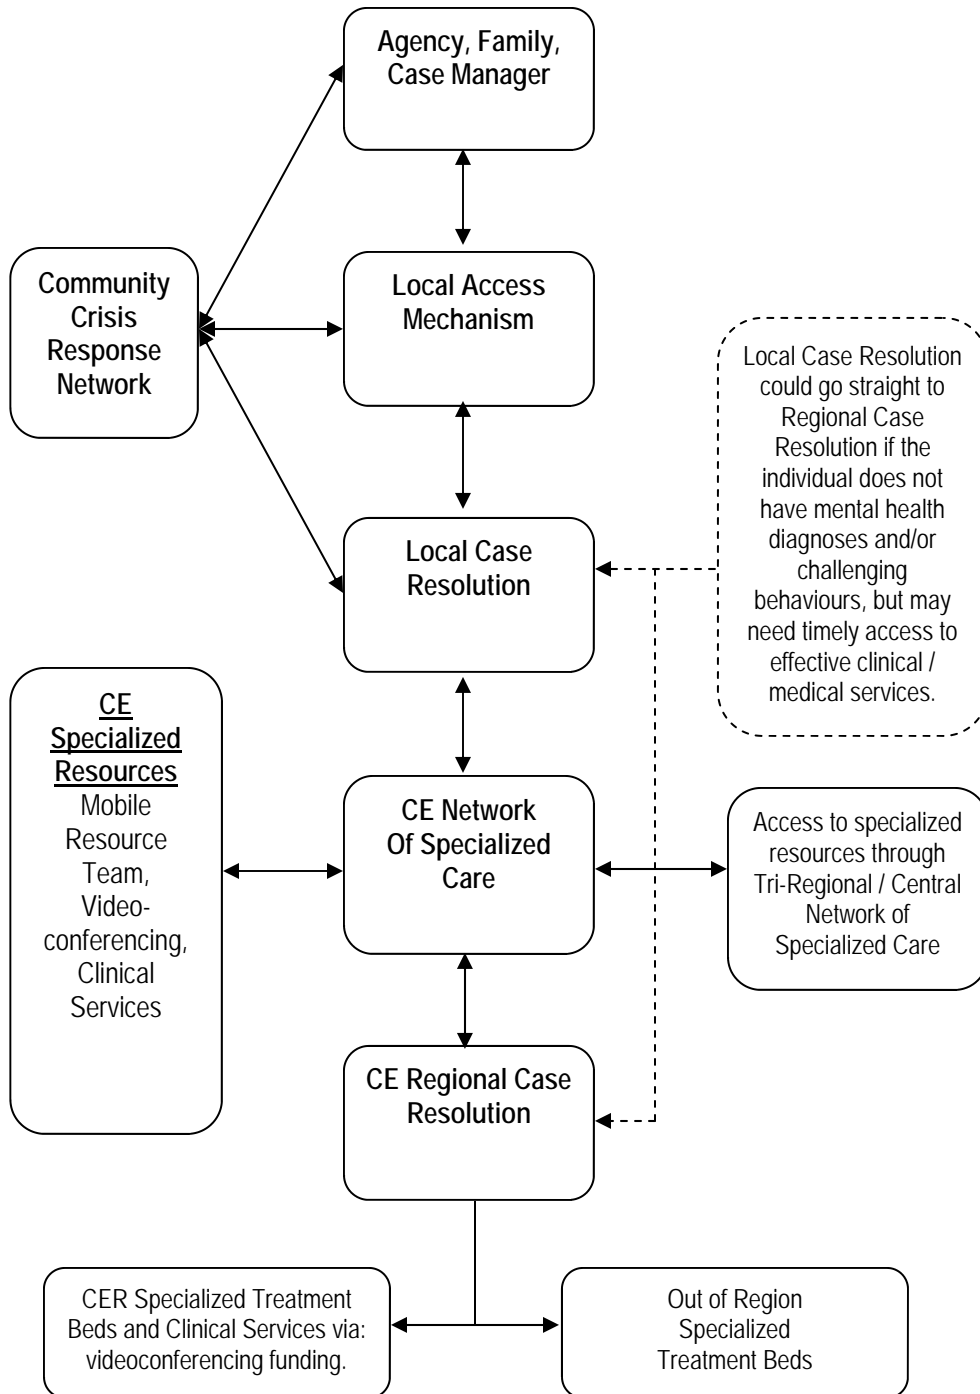 Agency, Family,
Case Manager
Community
Crisis
Response
Network
Local Access
Mechanism
Local Case Resolution
could go straight to
Regional Case
Resolution if the
individual does not
have mental health
diagnoses and/or
challenging
behaviours, but may
need timely access to
effective clinical /
medical services.
Local Case
Resolution
CE
Specialized
Resources
Mobile
Resource
Team,
Video-
conferencing,
Clinical
Services
CE Network
Of Specialized
Care
Access to specialized
resources through
Tri-Regional / Central
Network of
Specialized Care
CE Regional Case
Resolution
CER Specialized Treatment
Beds and Clinical Services via:
videoconferencing funding.
Out of Region
Specialized
Treatment Beds